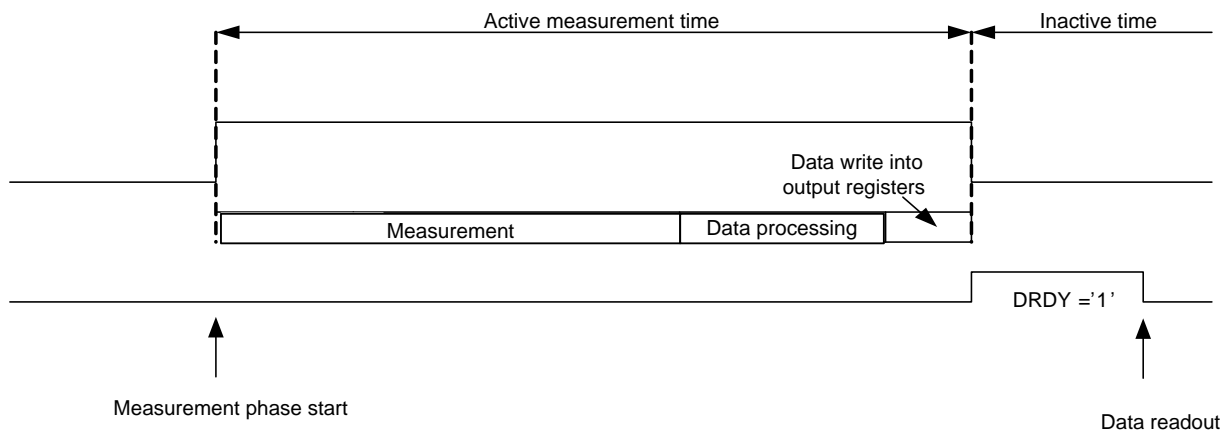 Active measurement time
Inactive time
Data write into
output registers
Measurement
Data processing
DRDY ='1'
Measurement phase start
Data readout